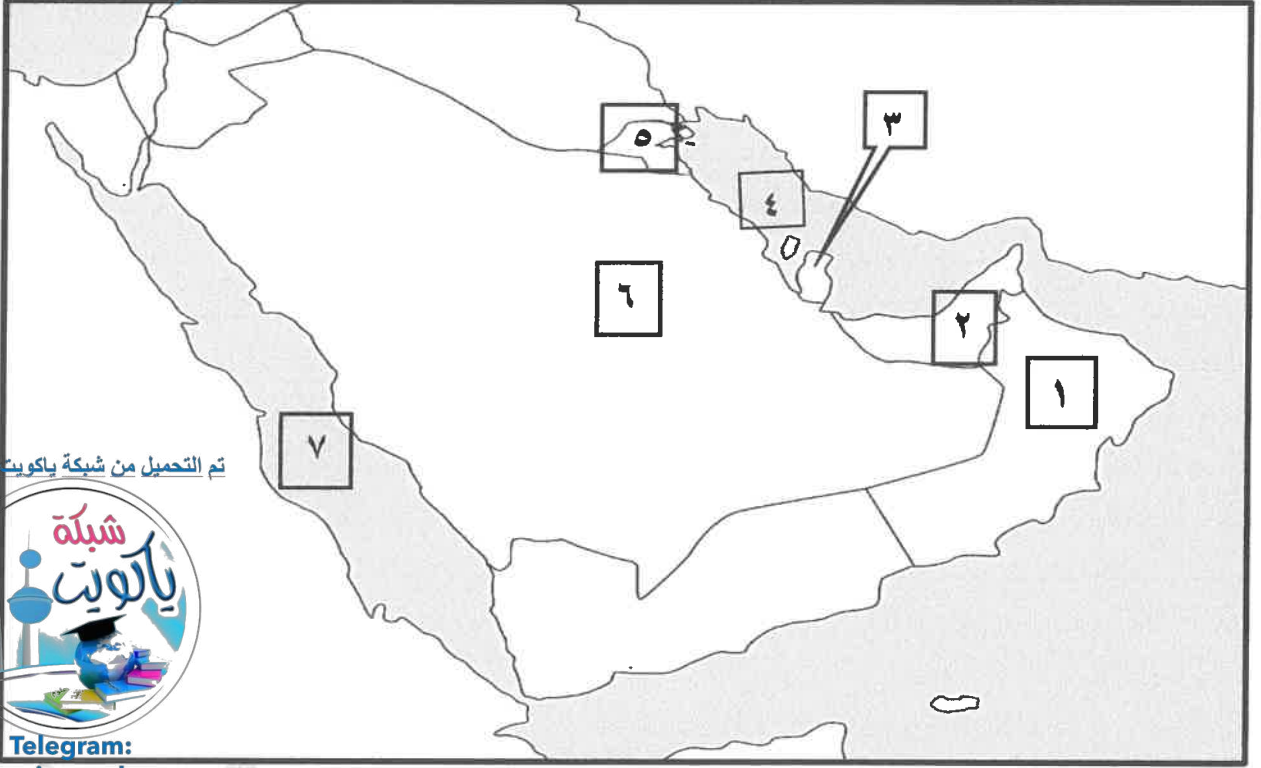 ٣
٥
٤
٦
٢
١
٧
تم التحميل من شبكة ياكويت
شبكة
ياكويت
Telegram: